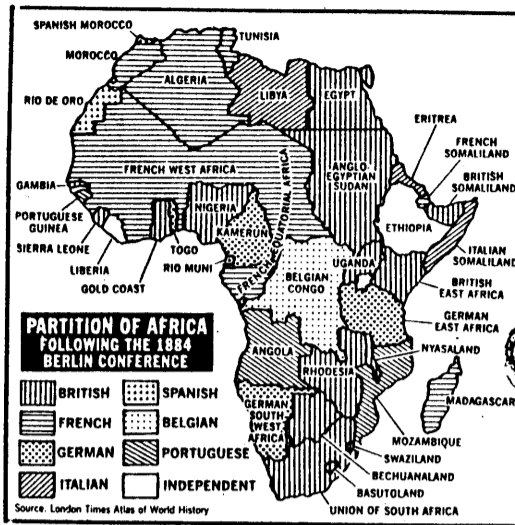 SPANISH MOROCCO
TUNISIA
MOROCCO
ALGERIA
LIBYA
EGYPT
RIO DE ORO
ERITREA
FRENCH
SOMALILAND
FRENCH WEST AFRICA
ANGLO-
EGYPTIAN
SUDAN
BRITISH
SOMALILAND
GAMBIA
PORTUGUESE
GUINEA
NIGERIA
KAMERUN
FRENCH EQUATORIAL AFRICA
ETHIOPIA
SIERRA LEONE
TOGO
LIBERIA
RIO MUNI
GOLD COAST
UGANDA
ITALIAN
SOMALILAND
BELGIAN
CONGO
BRITISH
EAST AFRICA
GERMAN
EAST AFRICA
PARTITION OF AFRICA
FOLLOWING THE 1884
BERLIN CONFERENCE
ANGOLA
RHODESIA
NYASALAND
MADAGASCAR
BRITISH
SPANISH
FRENCH
BELGIAN
GERMAN
PORTUGUESE
ITALIAN
INDEPENDENT
GERMAN
SOUTH
WEST
AFRICA
MOZAMBIQUE
SWAZILAND
BECHUANALAND
BASUTOLAND
UNION OF SOUTH AFRICA
Source. London Times Atlas of World History